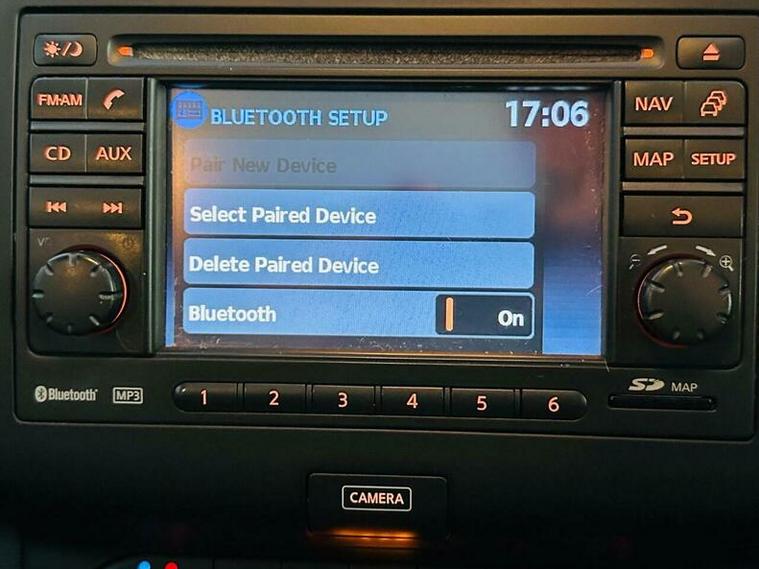 BLUETOOTH SETUP 17:06
FM·AM
NAV
Pair New Device
CD AUX
MAP SETUP
Select Paired Device
Delete Paired Device
Bluetooth On
Bluetooth MP3
1 2 3 4 5 6
SD MAP
CAMERA